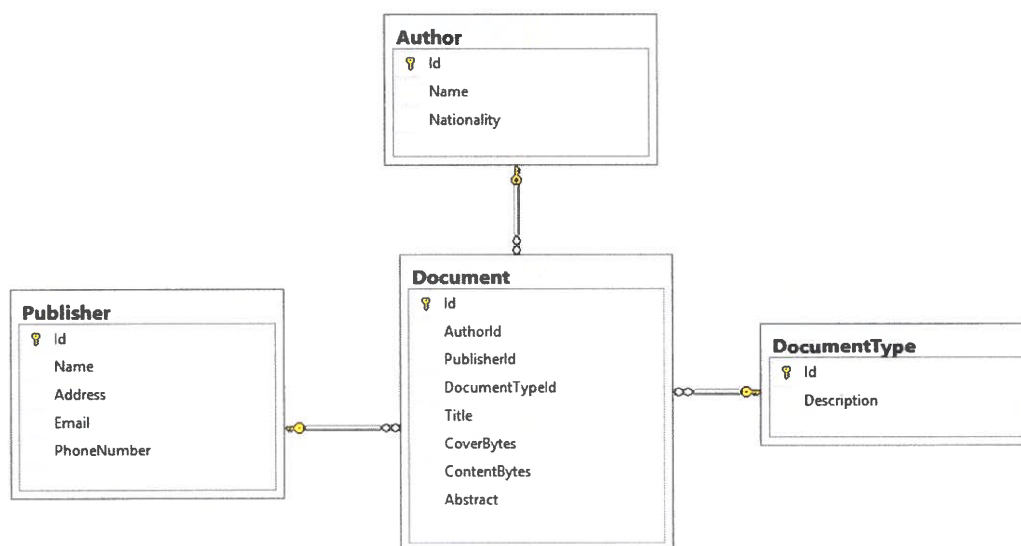 Author
Id
Name
Nationality
Publisher
Id
Name
Address
Email
PhoneNumber
Document
Id
AuthorId
PublisherId
DocumentTypeId
Title
CoverBytes
ContentBytes
Abstract
DocumentType
Id
Description